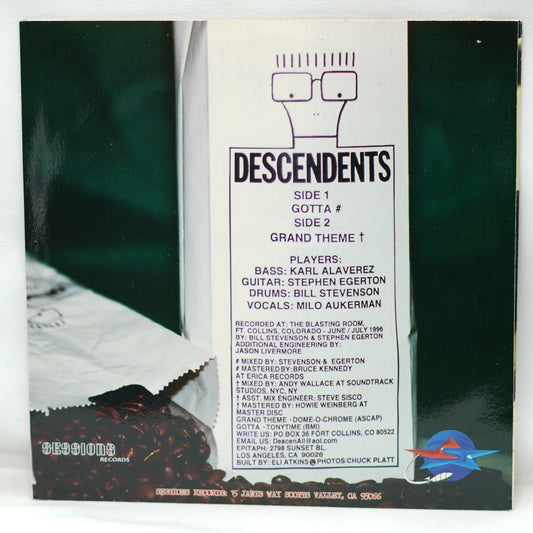 DESCENDENTS
SIDE 1
GOTTA #
SIDE 2
GRAND THEME †
PLAYERS:
BASS: KARL ALAVEREZ
GUITAR: STEPHEN EGERTON
DRUMS: BILL STEVENSON
VOCALS: MILO AUKERMAN
RECORDED AT: THE BLASTING ROOM,
FT. COLLINS, COLORADO - JUNE / JULY 1996
BY: BILL STEVENSON & STEPHEN EGERTON
ADDITIONAL ENGINEERING BY:
JASON LIVERMORE
# MIXED BY: STEVENSON & EGERTON
# MASTERED BY: BRUCE KENNEDY
AT ERICA RECORDS
† MIXED BY: ANDY WALLACE AT SOUNDTRACK
STUDIOS, NYC, NY
† ASST. MIX ENGINEER: STEVE SISCO
† MASTERED BY: HOWIE WEINBERG AT
MASTER DISC
GRAND THEME - DOME-O-CHROME (ASCAP)
GOTTA - TONYTIME (BMI)
WRITE US: PO BOX 36 FORT COLLINS, CO 80522
EMAIL US: DescenAll@aol.com
EPITAPH: 2798 SUNSET BL.
LOS ANGELES, CA 90026
BUILT BY: ELI ATKINS PHOTOS: CHUCK PLATT
SESSIONS
RECORDS
SESSIONS RECORDS: 15 JANIS WAY SCOTTS VALLEY, CA 95066